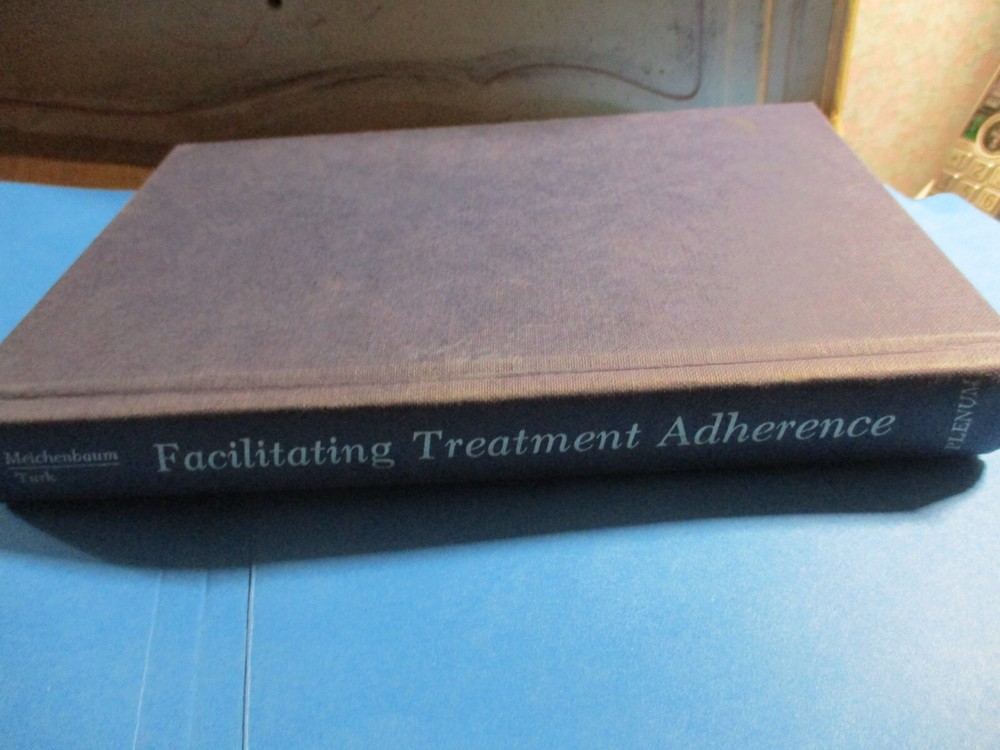 Meichenbaum
Turk
Facilitating Treatment Adherence
PLENUM